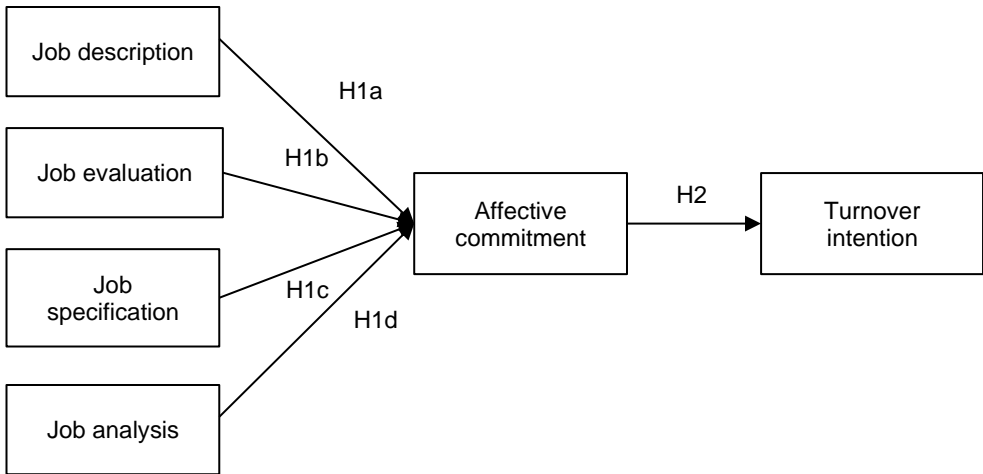 Job description
H1a
Job evaluation
H1b
Affective
commitment
H2
Turnover
intention
Job
specification
H1c
H1d
Job analysis